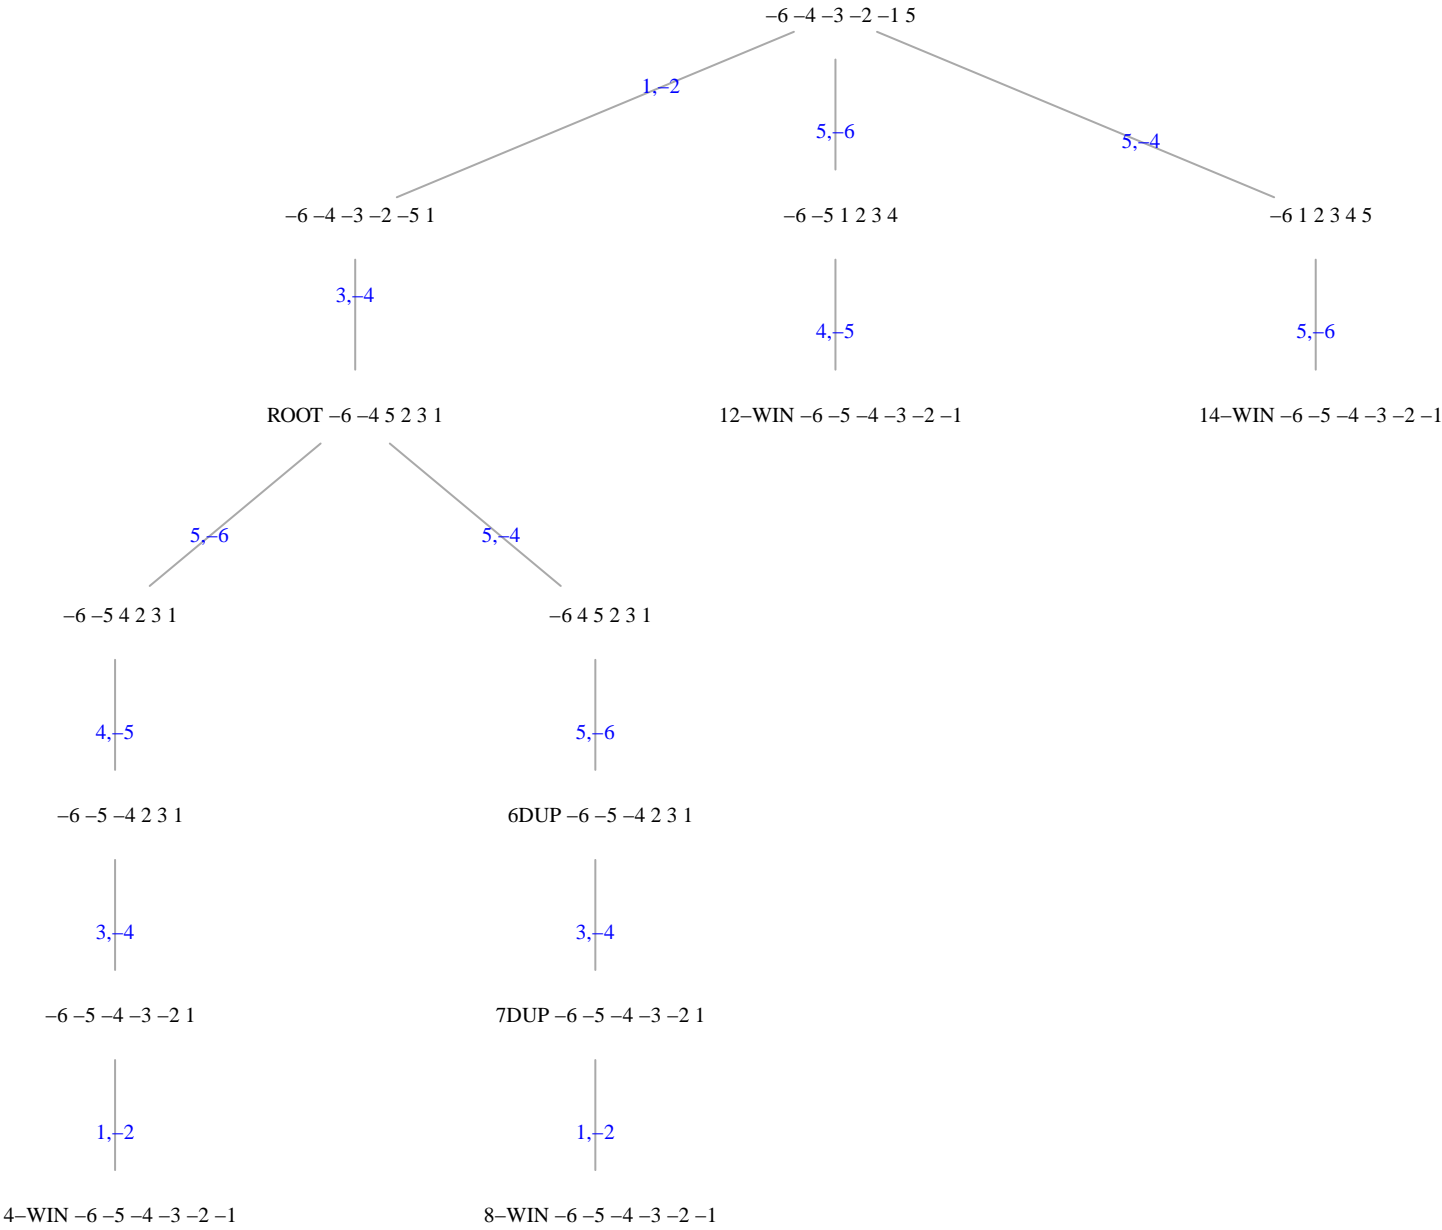 −6 −4 −3 −2 −1 5
1,−2
5,−6
5,−4
−6 −4 −3 −2 −5 1
−6 −5 1 2 3 4
−6 1 2 3 4 5
3,−4
4,−5
5,−6
ROOT −6 −4 5 2 3 1
12−WIN −6 −5 −4 −3 −2 −1
14−WIN −6 −5 −4 −3 −2 −1
5,−6
5,−4
−6 −5 4 2 3 1
−6 4 5 2 3 1
4,−5
5,−6
−6 −5 −4 2 3 1
6DUP −6 −5 −4 2 3 1
3,−4
3,−4
−6 −5 −4 −3 −2 1
7DUP −6 −5 −4 −3 −2 1
1,−2
1,−2
4−WIN −6 −5 −4 −3 −2 −1
8−WIN −6 −5 −4 −3 −2 −1